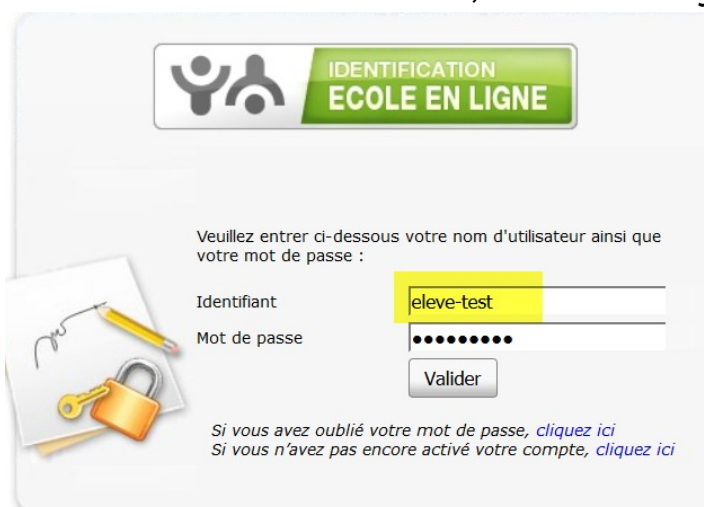 IDENTIFICATION
ECOLE EN LIGNE
Veuillez entrer ci-dessous votre nom d'utilisateur ainsi que
votre mot de passe :
Identifiant eleve-test
Mot de passe ●●●●●●●●●
Valider
Si vous avez oublié votre mot de passe, cliquez ici
Si vous n’avez pas encore activé votre compte, cliquez ici